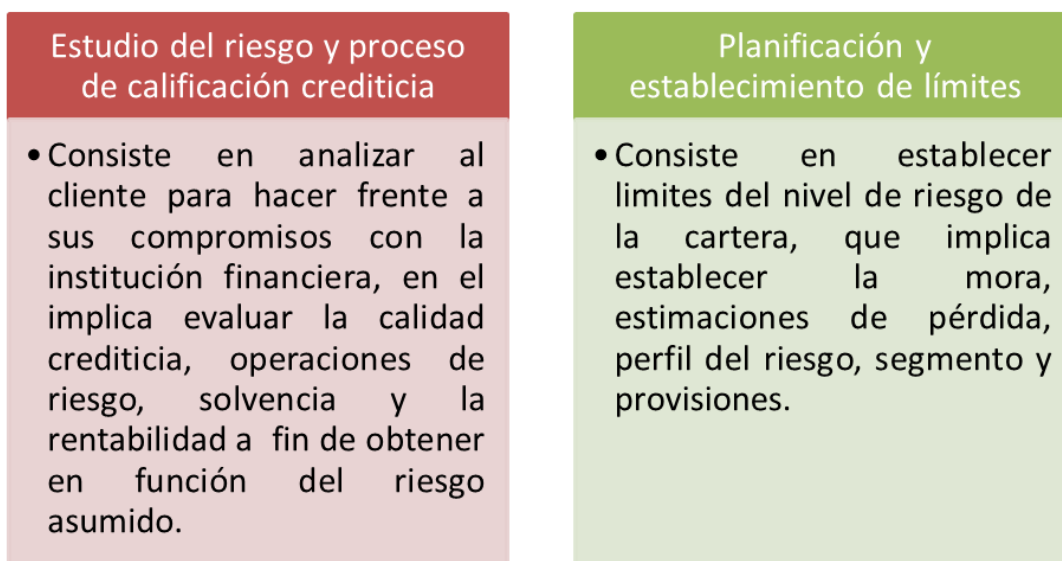 Estudio del riesgo y proceso
de calificación crediticia
• Consiste en analizar al
cliente para hacer frente a
sus compromisos con la
institución financiera, en el
implica evaluar la calidad
crediticia, operaciones de
riesgo, solvencia y la
rentabilidad a fin de obtener
en función del riesgo
asumido.
Planificación y
establecimiento de límites
• Consiste en establecer
limites del nivel de riesgo de
la cartera, que implica
establecer la mora,
estimaciones de pérdida,
perfil del riesgo, segmento y
provisiones.